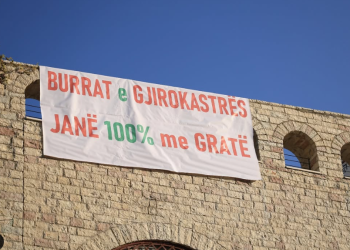 BURRAT e GJIROKASTRËS
JANË 100% me GRATË